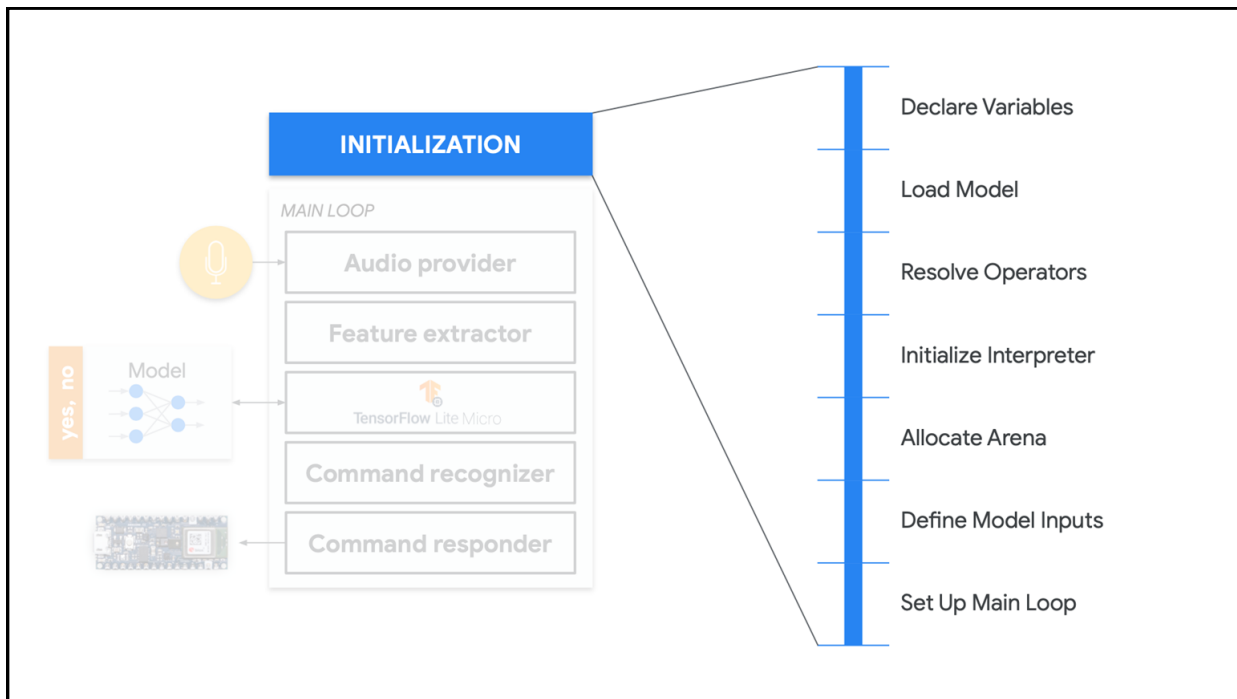 INITIALIZATION
MAIN LOOP
Audio provider
Feature extractor
yes, no
Model
TensorFlow Lite Micro
Command recognizer
Command responder
Declare Variables
Load Model
Resolve Operators
Initialize Interpreter
Allocate Arena
Define Model Inputs
Set Up Main Loop